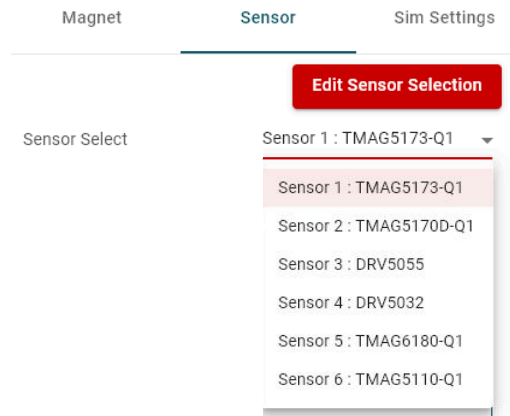 Magnet Sensor Sim Settings
Edit Sensor Selection
Sensor Select Sensor 1 : TMAG5173-Q1
Sensor 1 : TMAG5173-Q1
Sensor 2 : TMAG5170D-Q1
Sensor 3 : DRV5055
Sensor 4 : DRV5032
Sensor 5 : TMAG6180-Q1
Sensor 6 : TMAG5110-Q1